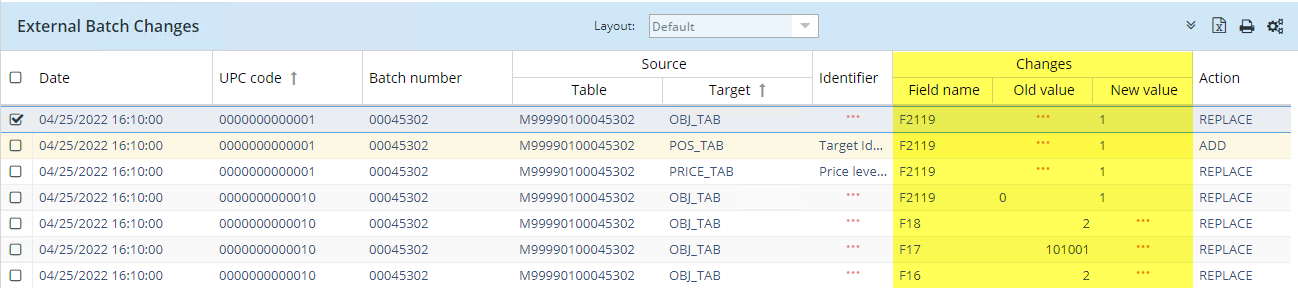 External Batch Changes Layout: Default
Source Changes
Date UPC code Batch number Table Target Identifier Field name Old value New value Action
04/25/2022 16:10:00 0000000000001 00045302 M99990100045302 OBJ_TAB *** F2119 *** 1 REPLACE
04/25/2022 16:10:00 0000000000001 00045302 M99990100045302 POS_TAB Target Id... F2119 *** 1 ADD
04/25/2022 16:10:00 0000000000001 00045302 M99990100045302 PRICE_TAB Price leve... F2119 *** 1 REPLACE
04/25/2022 16:10:00 0000000000010 00045302 M99990100045302 OBJ_TAB *** F2119 0 1 REPLACE
04/25/2022 16:10:00 0000000000010 00045302 M99990100045302 OBJ_TAB *** F18 2 *** REPLACE
04/25/2022 16:10:00 0000000000010 00045302 M99990100045302 OBJ_TAB *** F17 101001 *** REPLACE
04/25/2022 16:10:00 0000000000010 00045302 M99990100045302 OBJ_TAB *** F16 2 *** REPLACE